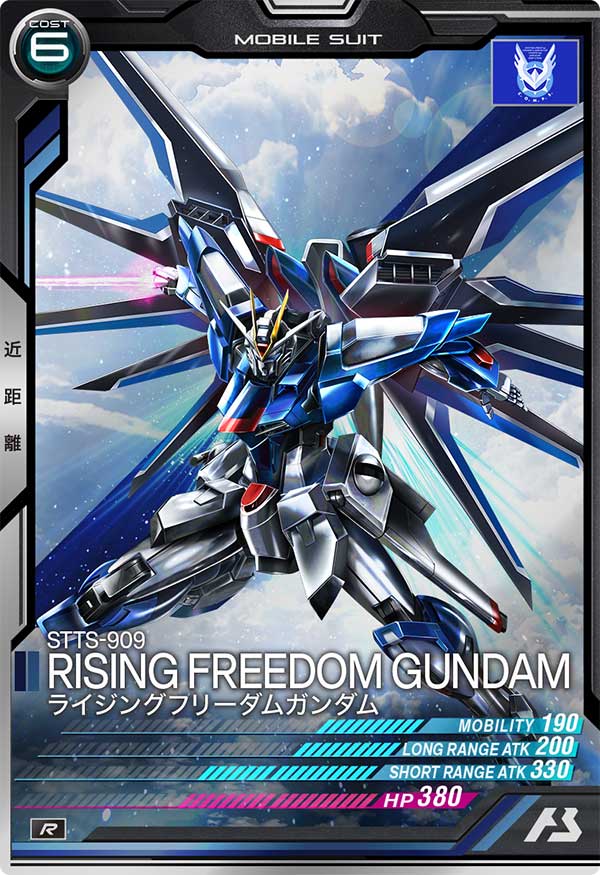 COST
6
MOBILE SUIT
C.O.M.P.S.
近距離
STTS-909
RISING FREEDOM GUNDAM
ライジングフリーダムガンダム
MOBILITY 190
LONG RANGE ATK 200
SHORT RANGE ATK 330
HP 380
R